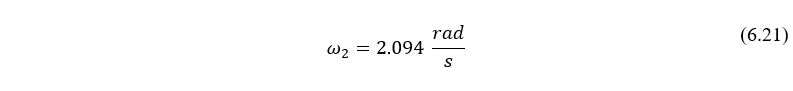 ω₂ = 2.094 rad/s (6.21)